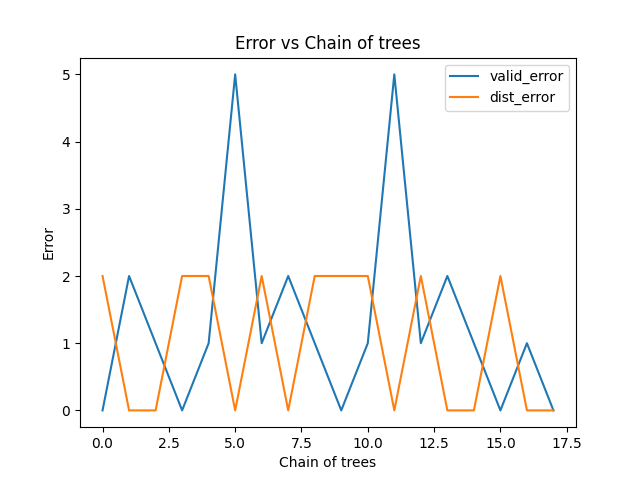 Error vs Chain of trees
valid_error
dist_error
Error
5
4
3
2
1
0
0.0 2.5 5.0 7.5 10.0 12.5 15.0 17.5
Chain of trees